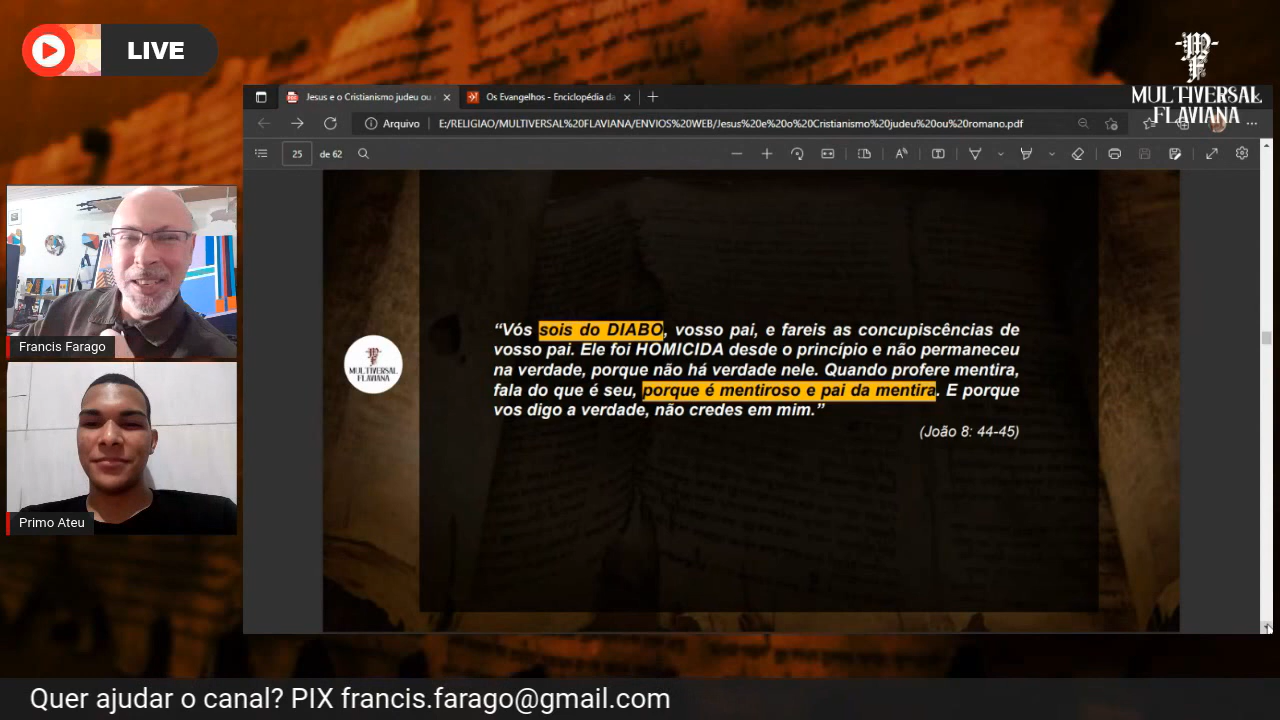 LIVE
MULTIVERSAL
FLAVIANA
Jesus e o Cristianismo judeu ou
Os Evangelhos - Enciclopédia da
Arquivo
E:/RELIGIAO/MULTIVERSAL%20FLAVIANA/ENVIOS%20WEB/Jesus%20e%20o%20Cristianismo%20judeu%20ou%20romano.pdf
25 de 62
“Vós sois do DIABO, vosso pai, e fareis as concupiscências de
vosso pai. Ele foi HOMICIDA desde o princípio e não permaneceu
na verdade, porque não há verdade nele. Quando profere mentira,
fala do que é seu, porque é mentiroso e pai da mentira. E porque
vos digo a verdade, não credes em mim.”
(João 8: 44-45)
MULTIVERSAL
FLAVIANA
Francis Farago
Primo Ateu
Quer ajudar o canal? PIX francis.farago@gmail.com